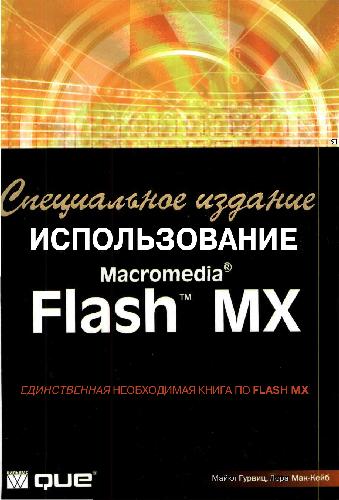 Специальное издание
ИСПОЛЬЗОВАНИЕ
Macromedia®
Flash™ MX
ЕДИНСТВЕННАЯ НЕОБХОДИМАЯ КНИГА ПО FLASH MX
Майкл Гурвиц, Лора Мак-Кейб
que®